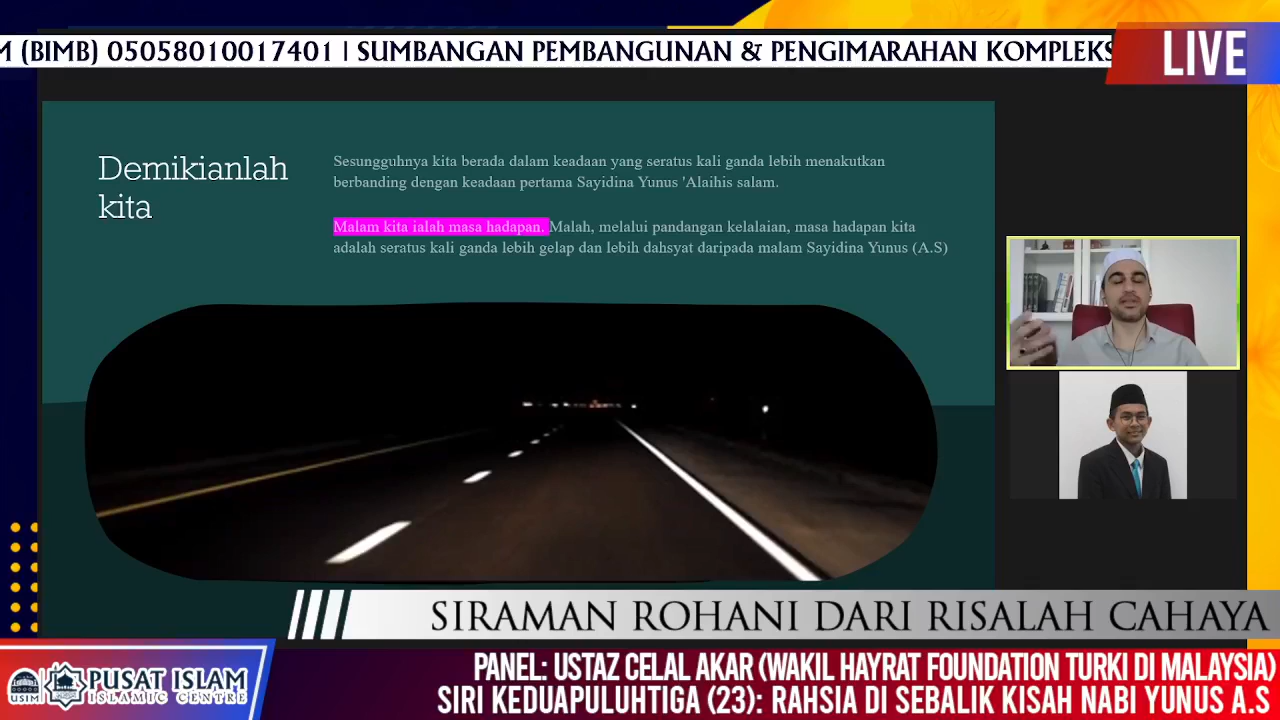 M (BIMB) 05058010017401 | SUMBANGAN PEMBANGUNAN & PENGIMARAHAN KOMPLEKS
LIVE
Demikianlah
kita
Sesungguhnya kita berada dalam keadaan yang seratus kali ganda lebih menakutkan
berbanding dengan keadaan pertama Sayidina Yunus 'Alaihis salam.
Malam kita ialah masa hadapan. Malah, melalui pandangan kelalaian, masa hadapan kita
adalah seratus kali ganda lebih gelap dan lebih dahsyat daripada malam Sayidina Yunus (A.S)
SIRAMAN ROHANI DARI RISALAH CAHAYA
USIM
PUSAT ISLAM
ISLAMIC CENTRE
PANEL: USTAZ CELAL AKAR (WAKIL HAYRAT FOUNDATION TURKI DI MALAYSIA)
SIRI KEDUAPULUHTIGA (23): RAHSIA DI SEBALIK KISAH NABI YUNUS A.S